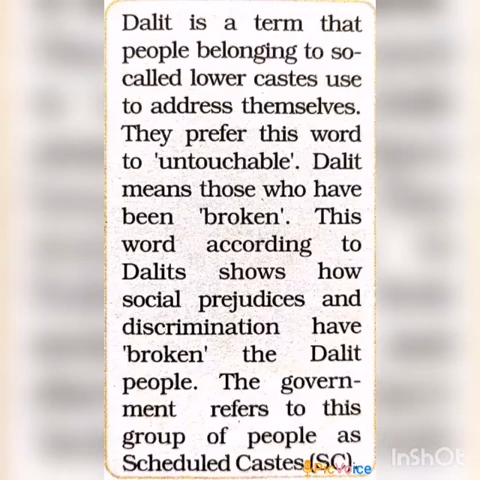 Dalit is a term that
people belonging to so-
called lower castes use
to address themselves.
They prefer this word
to 'untouchable'. Dalit
means those who have
been 'broken'. This
word according to
Dalits shows how
social prejudices and
discrimination have
'broken' the Dalit
people. The govern-
ment refers to this
group of people as
Scheduled Castes (SC).
PicVoice
InShOt